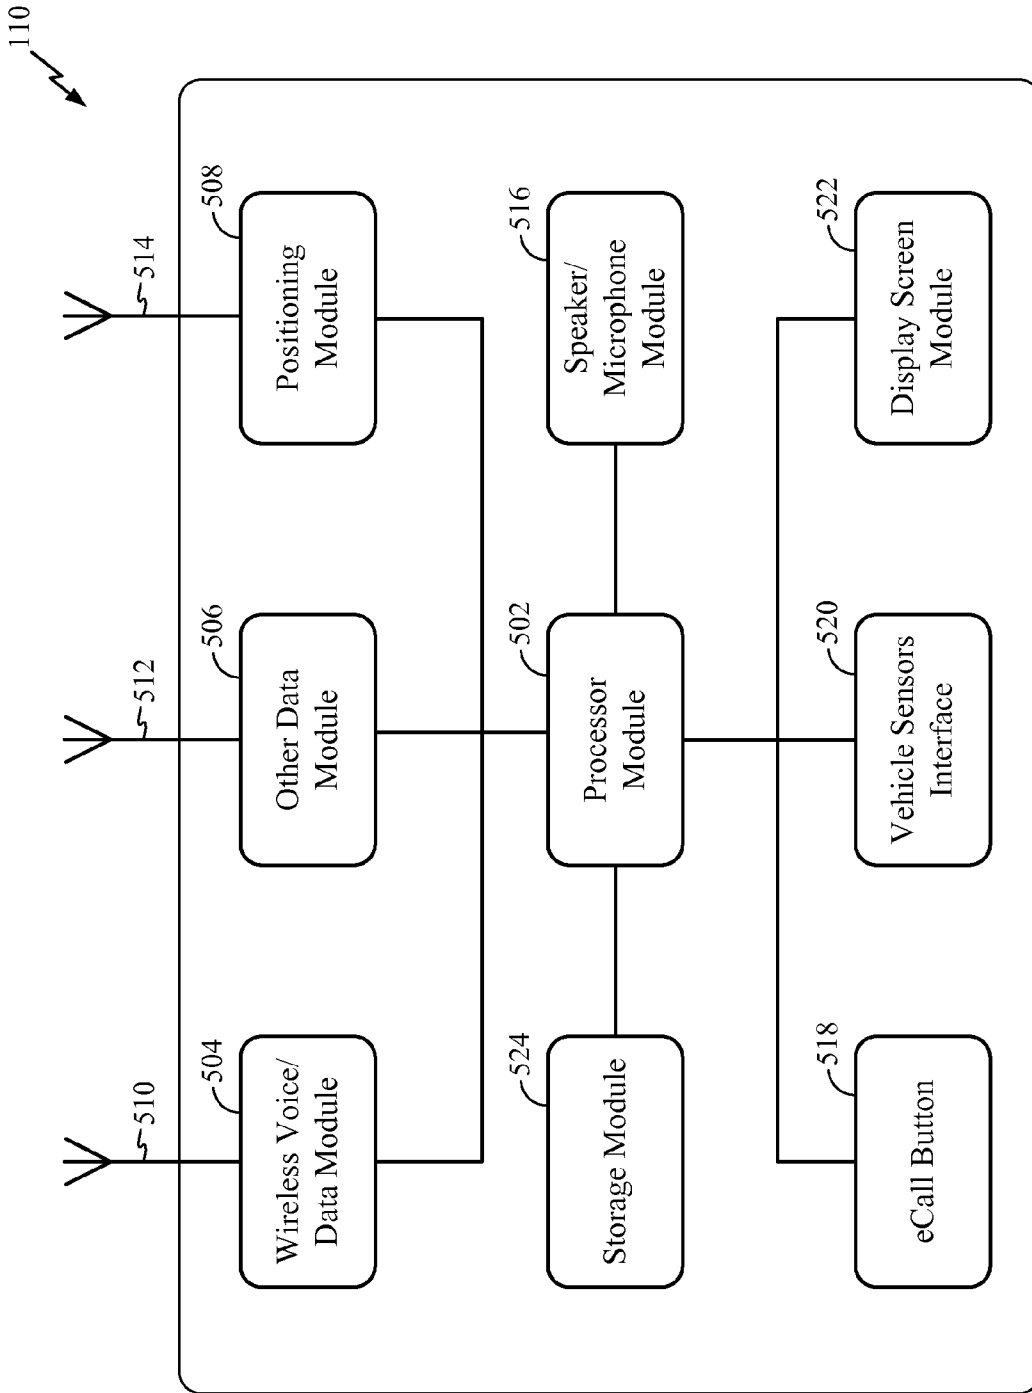 110
510
512
514
504
Wireless Voice/
Data Module
506
Other Data
Module
508
Positioning
Module
524
Storage Module
502
Processor
Module
516
Speaker/
Microphone
Module
518
eCall Button
520
Vehicle Sensors
Interface
522
Display Screen
Module